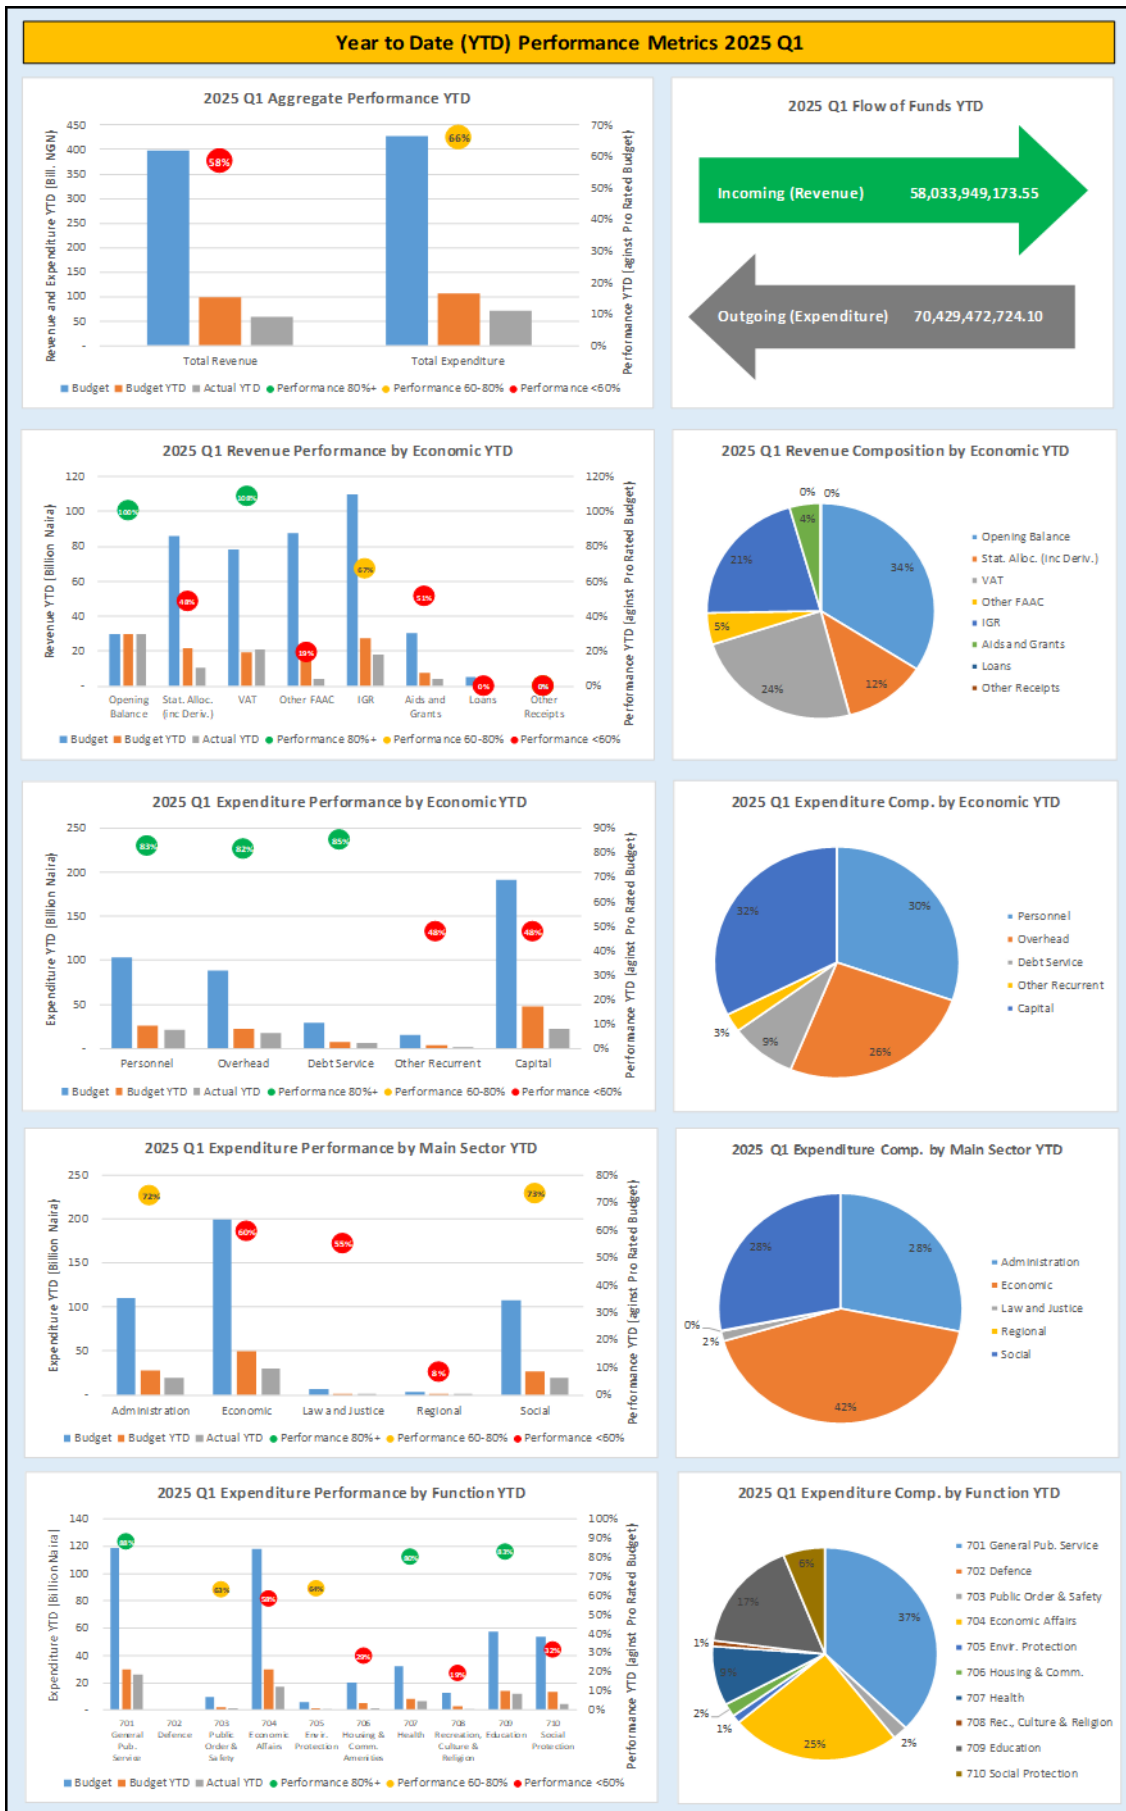 Year to Date (YTD) Performance Metrics 2025 Q1
2025 Q1 Aggregate Performance YTD
Revenue and Expenditure YTD (Bill. NGN)
450
400
350
300
250
200
150
100
50
-
58%
66%
70%
60%
50%
40%
30%
20%
10%
0%
Performance YTD (aginst Pro Rated Budget)
Total Revenue
Total Expenditure
Budget Budget YTD Actual YTD Performance 80%+ Performance 60-80% Performance <60%
2025 Q1 Flow of Funds YTD
Incoming (Revenue) 58,033,949,173.55
Outgoing (Expenditure) 70,429,472,724.10
2025 Q1 Revenue Performance by Economic YTD
Revenue YTD (Billion Naira)
120
100
80
60
40
20
-
100%
48%
108%
19%
67%
51%
0%
0%
120%
100%
80%
60%
40%
20%
0%
Performance YTD (aginst Pro Rated Budget)
Opening Balance
Stat. Alloc. (inc Deriv.)
VAT
Other FAAC
IGR
Aids and Grants
Loans
Other Receipts
Budget Budget YTD Actual YTD Performance 80%+ Performance 60-80% Performance <60%
2025 Q1 Revenue Composition by Economic YTD
0%
0%
4%
34%
21%
5%
24%
12%
Opening Balance
Stat. Alloc. (inc Deriv.)
VAT
Other FAAC
IGR
Aids and Grants
Loans
Other Receipts
2025 Q1 Expenditure Performance by Economic YTD
Expenditure YTD (Billion Naira)
250
200
150
100
50
-
83%
82%
85%
48%
48%
90%
80%
70%
60%
50%
40%
30%
20%
10%
0%
Performance YTD (aginst Pro Rated Budget)
Personnel
Overhead
Debt Service
Other Recurrent
Capital
Budget Budget YTD Actual YTD Performance 80%+ Performance 60-80% Performance <60%
2025 Q1 Expenditure Comp. by Economic YTD
32%
30%
3%
9%
26%
Personnel
Overhead
Debt Service
Other Recurrent
Capital
2025 Q1 Expenditure Performance by Main Sector YTD
Expenditure YTD (Billion Naira)
250
200
150
100
50
-
72%
60%
55%
8%
73%
80%
70%
60%
50%
40%
30%
20%
10%
0%
Performance YTD (aginst Pro Rated Budget)
Administration
Economic
Law and Justice
Regional
Social
Budget Budget YTD Actual YTD Performance 80%+ Performance 60-80% Performance <60%
2025 Q1 Expenditure Comp. by Main Sector YTD
28%
28%
0%
2%
42%
Administration
Economic
Law and Justice
Regional
Social
2025 Q1 Expenditure Performance by Function YTD
Expenditure YTD (Billion Naira)
140
120
100
80
60
40
20
-
88%
63%
58%
64%
29%
80%
19%
83%
32%
100%
90%
80%
70%
60%
50%
40%
30%
20%
10%
0%
Performance YTD (aginst Pro Rated Budget)
701 General Pub. Service
702 Defence
703 Public Order & Safety
704 Economic Affairs
705 Envir. Protection
706 Housing & Comm. Amenities
707 Health
708 Recreation, Culture & Religion
709 Education
710 Social Protection
Budget Budget YTD Actual YTD Performance 80%+ Performance 60-80% Performance <60%
2025 Q1 Expenditure Comp. by Function YTD
6%
37%
17%
1%
9%
2%
1%
25%
2%
701 General Pub. Service
702 Defence
703 Public Order & Safety
704 Economic Affairs
705 Envir. Protection
706 Housing & Comm.
707 Health
708 Rec., Culture & Religion
709 Education
710 Social Protection